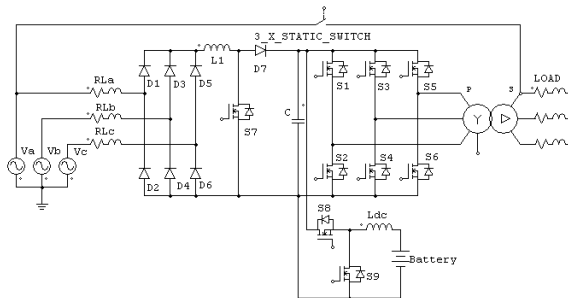 3_X_STATIC_SWITCH
L1
D7
D1
D3
D5
RLa
RLb
RLc
Va
Vb
Vc
D2
D4
D6
S7
C
S1
S3
S5
S2
S4
S6
P
S
Y
LOAD
S8
Ldc
S9
Battery